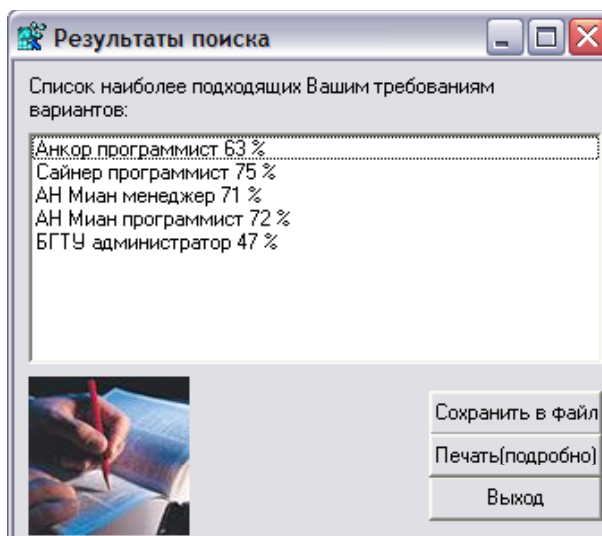 Результаты поиска
Список наиболее подходящих Вашим требованиям
вариантов:
Анкор программист 63 %
Сайнер программист 75 %
АН Миан менеджер 71 %
АН Миан программист 72 %
БГТУ администратор 47 %
Сохранить в файл
Печать(подробно)
Выход